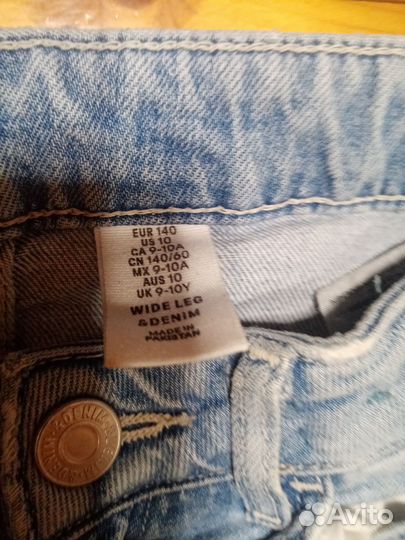 EUR 140
US 10
CA 9-10A
CN 140/60
MX 9-10A
AUS 10
UK 9-10Y
WIDE LEG
&DENIM
MADE IN
PAKISTAN
Avito